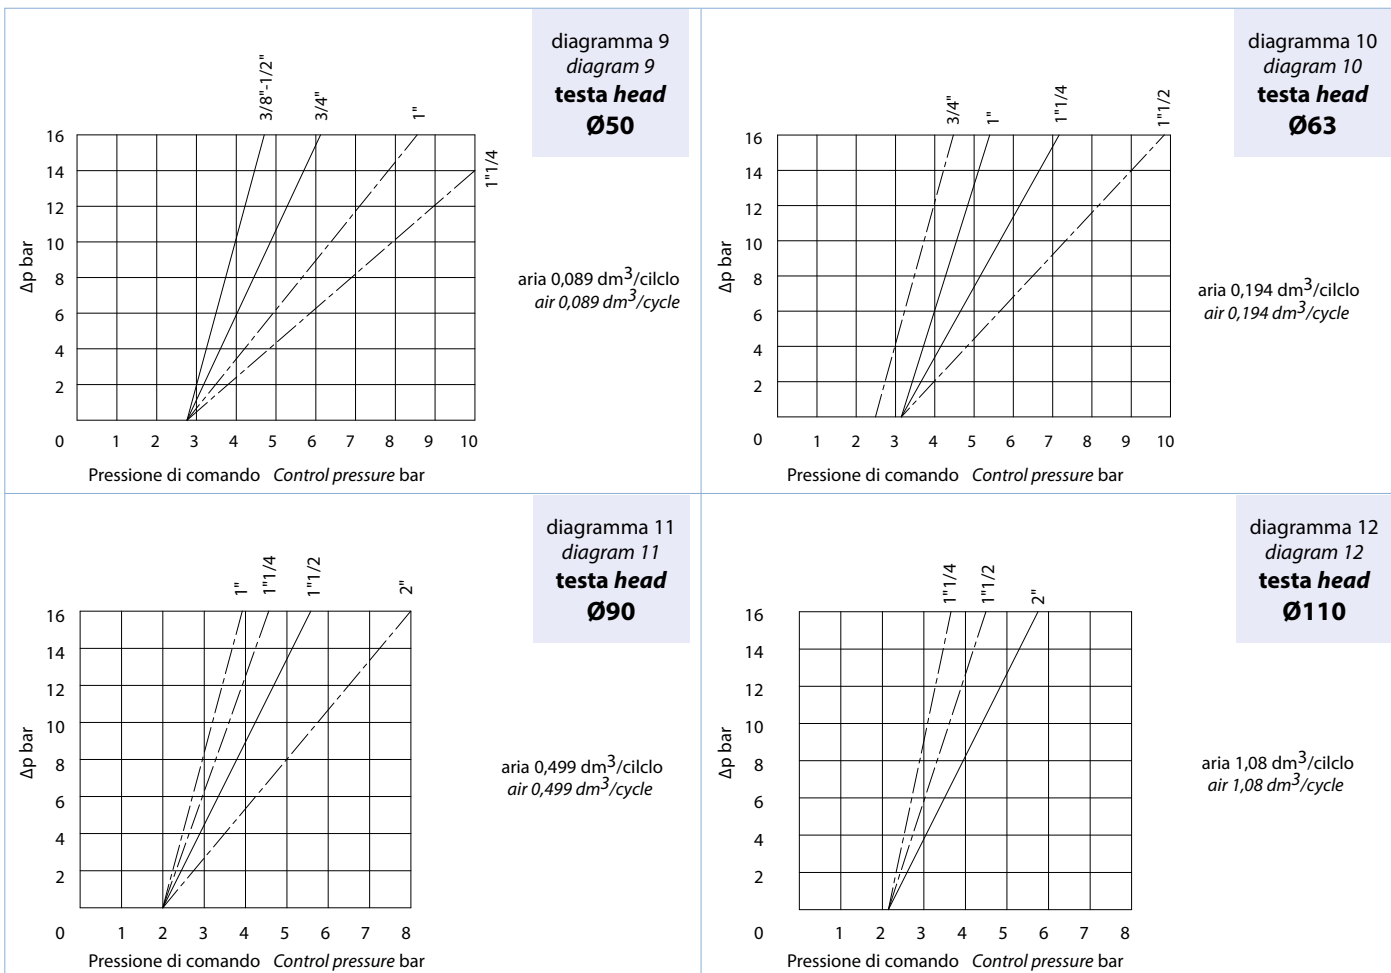 diagramma 9
diagram 9
testa head
Ø50
3/8"-1/2"
3/4"
1"
1"1/4
16
14
12
10
8
6
4
2
0 1 2 3 4 5 6 7 8 9 10
Δp bar
Pressione di comando Control pressure bar
aria 0,089 dm³/cilclo
air 0,089 dm³/cycle
diagramma 10
diagram 10
testa head
Ø63
3/4"
1"
1"1/4
1"1/2
16
14
12
10
8
6
4
2
0 1 2 3 4 5 6 7 8 9 10
Δp bar
Pressione di comando Control pressure bar
aria 0,194 dm³/cilclo
air 0,194 dm³/cycle
diagramma 11
diagram 11
testa head
Ø90
1"
1"1/4
1"1/2
2"
16
14
12
10
8
6
4
2
0 1 2 3 4 5 6 7 8
Δp bar
Pressione di comando Control pressure bar
aria 0,499 dm³/cilclo
air 0,499 dm³/cycle
diagramma 12
diagram 12
testa head
Ø110
1"1/4
1"1/2
2"
16
14
12
10
8
6
4
2
0 1 2 3 4 5 6 7 8
Δp bar
Pressione di comando Control pressure bar
aria 1,08 dm³/cilclo
air 1,08 dm³/cycle